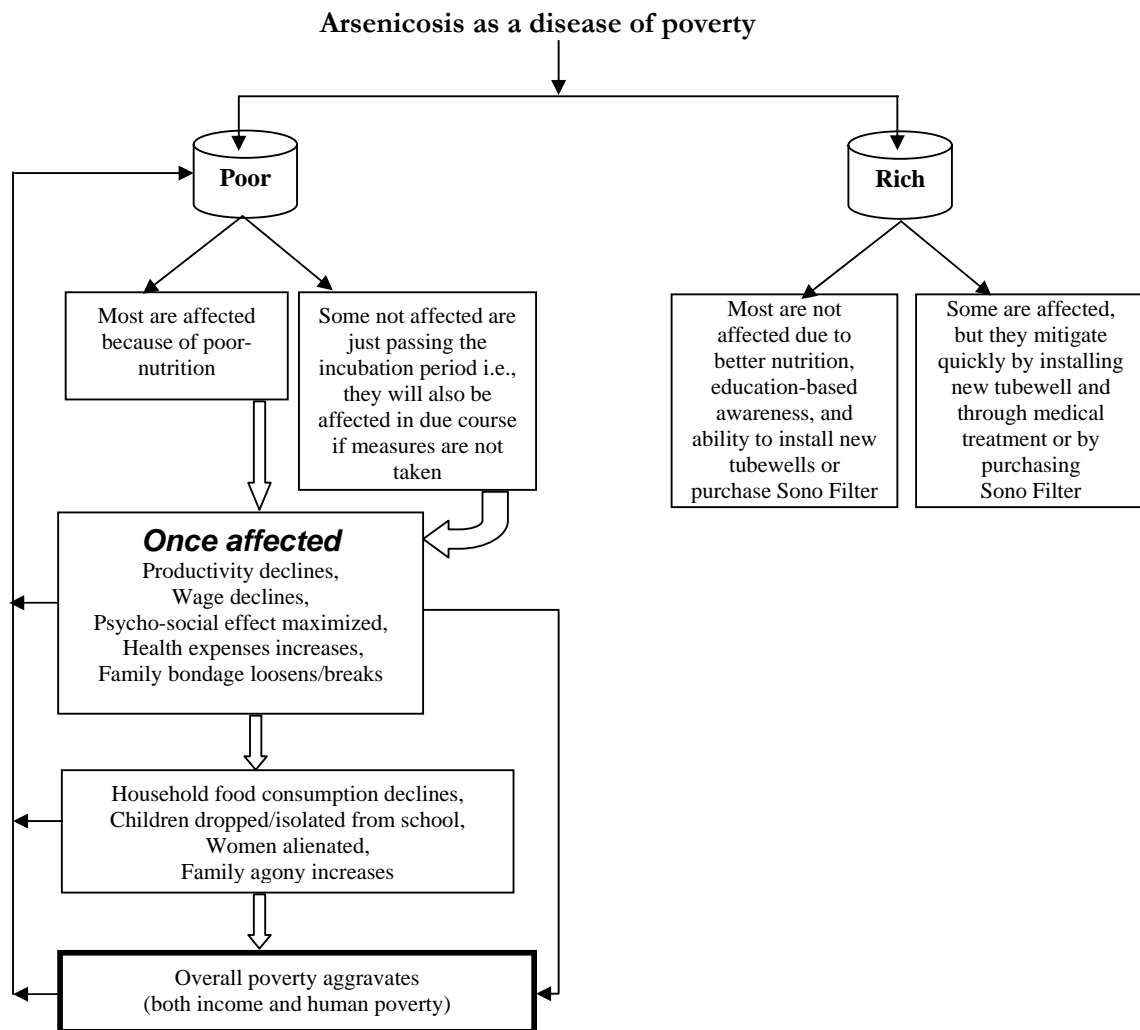 Arsenicosis as a disease of poverty
Poor
Rich
Most are affected
because of poor-
nutrition
Some not affected are
just passing the
incubation period i.e.,
they will also be
affected in due course
if measures are not
taken
Most are not
affected due to
better nutrition,
education-based
awareness, and
ability to install new
tubewells or
purchase Sono Filter
Some are affected,
but they mitigate
quickly by installing
new tubewell and
through medical
treatment or by
purchasing
Sono Filter
Once affected
Productivity declines,
Wage declines,
Psycho-social effect maximized,
Health expenses increases,
Family bondage loosens/breaks
Household food consumption declines,
Children dropped/isolated from school,
Women alienated,
Family agony increases
Overall poverty aggravates
(both income and human poverty)